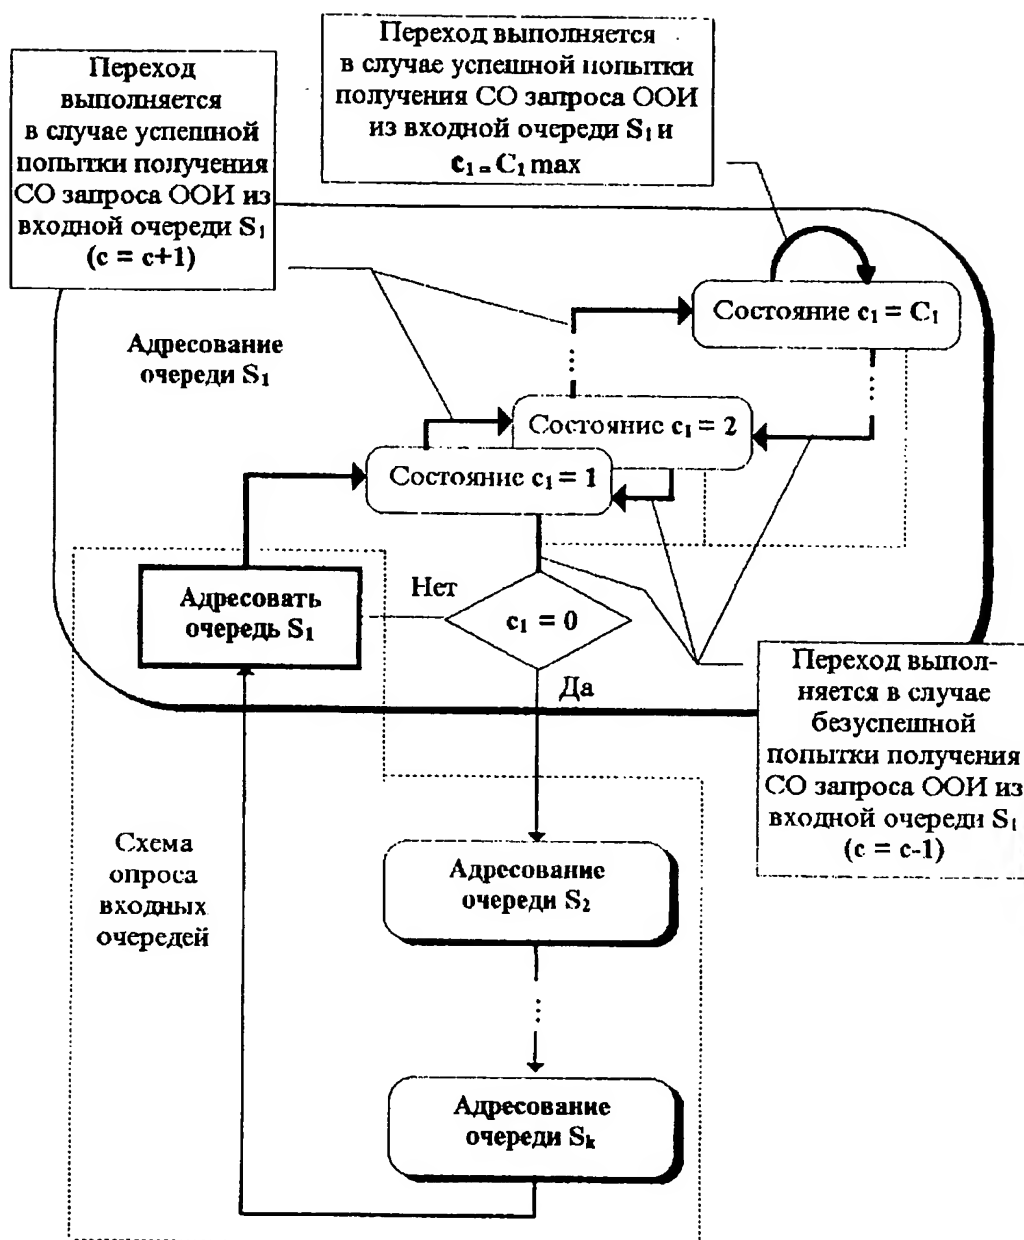 Переход выполняется
в случае успешной попытки
получения СО запроса ООИ
из входной очереди S₁ и
c₁ = C₁ max
Переход
выполняется
в случае успешной
попытки получения
СО запроса ООИ из
входной очереди S₁
(c = c+1)
Состояние c₁ = C₁
Адресование
очереди S₁
Состояние c₁ = 2
Состояние c₁ = 1
Адресовать
очередь S₁
Нет
c₁ = 0
Да
Переход выпол-
няется в случае
безуспешной
попытки получения
СО запроса ООИ из
входной очереди S₁
(c = c-1)
Схема
опроса
входных
очередей
Адресование
очереди S₂
Адресование
очереди Sₖ